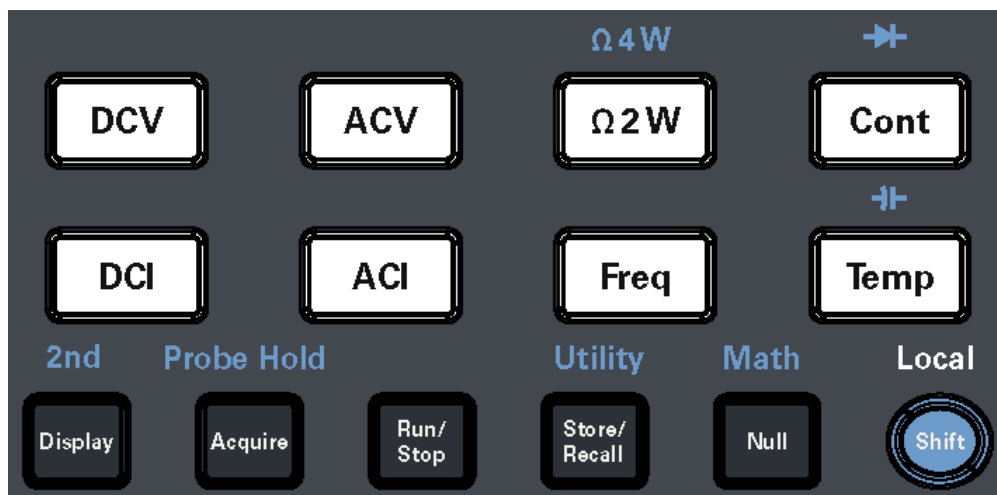 Ω4W
DCV ACV Ω2W Cont
DCI ACI Freq Temp
2nd Probe Hold Utility Math Local
Display Acquire Run/ Store/ Null Shift
Stop Recall